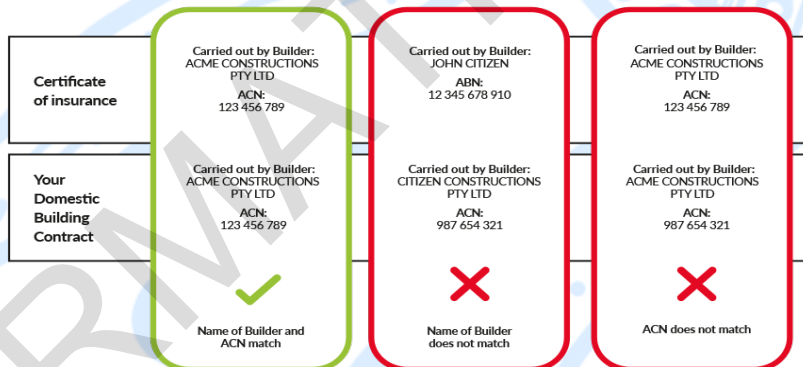 Certificate
of insurance
Carried out by Builder:
ACME CONSTRUCTIONS
PTY LTD
ACN:
123 456 789
Carried out by Builder:
JOHN CITIZEN
ABN:
12 345 678 910
Carried out by Builder:
ACME CONSTRUCTIONS
PTY LTD
ACN:
123 456 789
Your
Domestic
Building
Contract
Carried out by Builder:
ACME CONSTRUCTIONS
PTY LTD
ACN:
123 456 789
Carried out by Builder:
CITIZEN CONSTRUCTIONS
PTY LTD
ACN:
987 654 321
Carried out by Builder:
ACME CONSTRUCTIONS
PTY LTD
ACN:
987 654 321
Name of Builder and
ACN match
Name of Builder
does not match
ACN does not match
RMAT